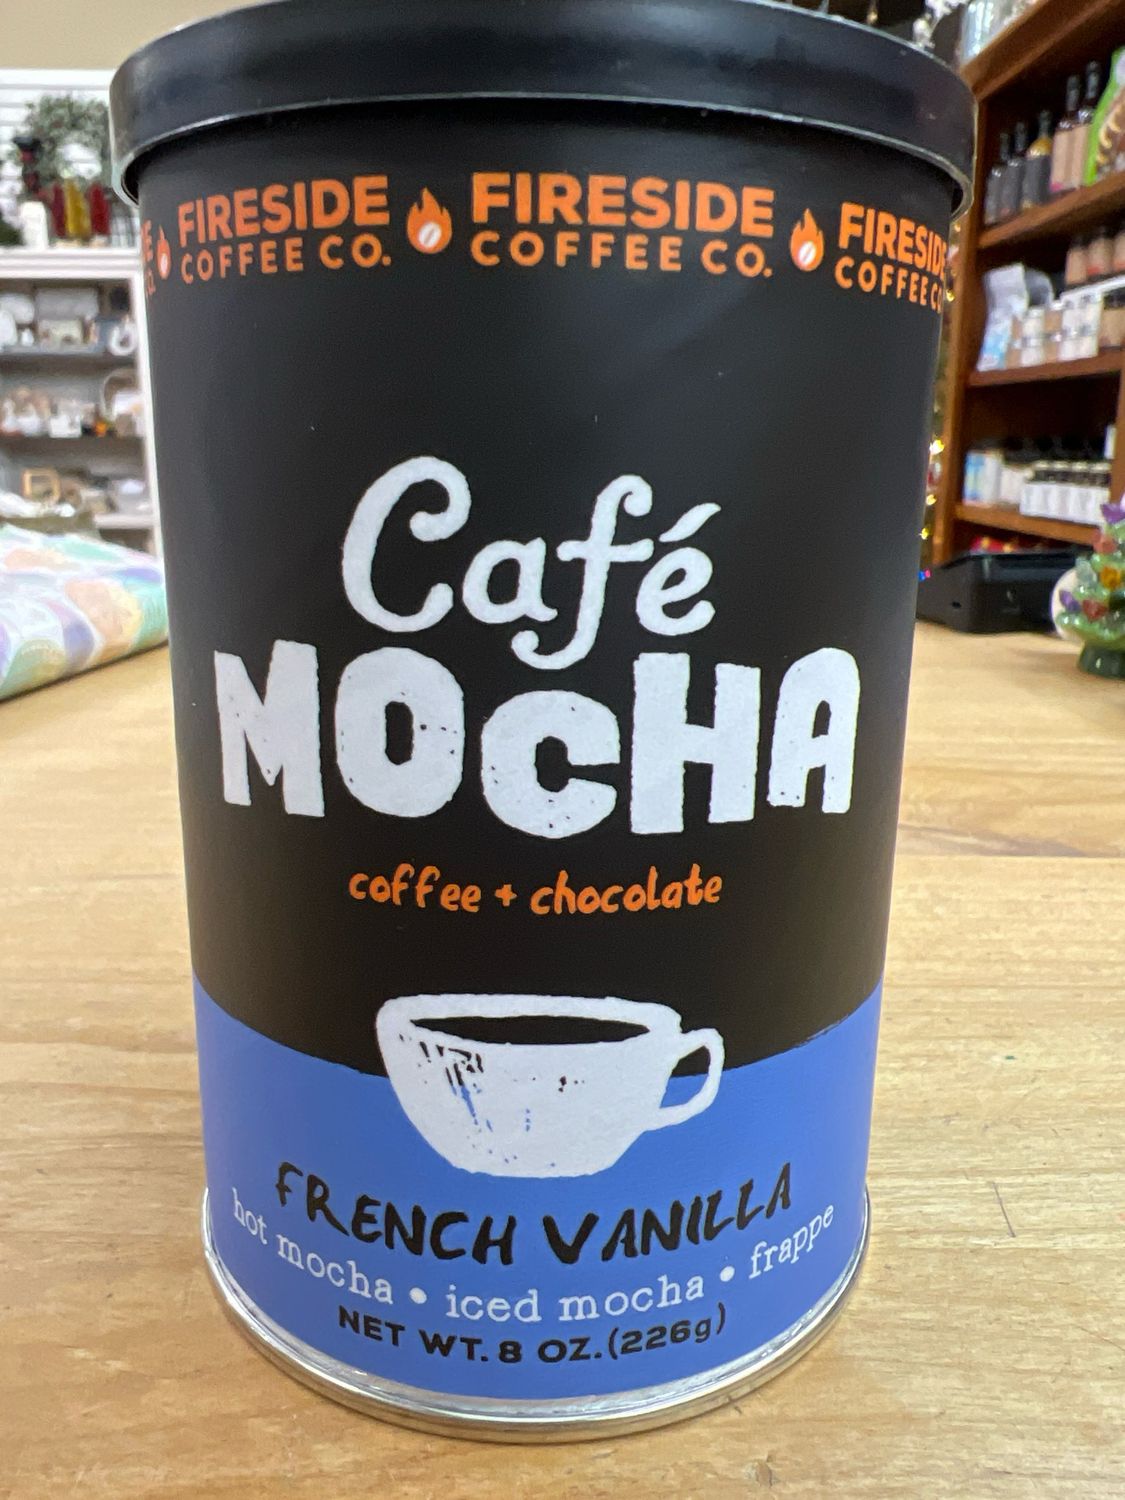 FIRESIDE FIRESIDE FIRESIDE
COFFEE CO. COFFEE CO. COFFEE C
Café
MOCHA
coffee + chocolate
FRENCH VANILLA
hot mocha • iced mocha • frappe
NET WT. 8 OZ. (226g)